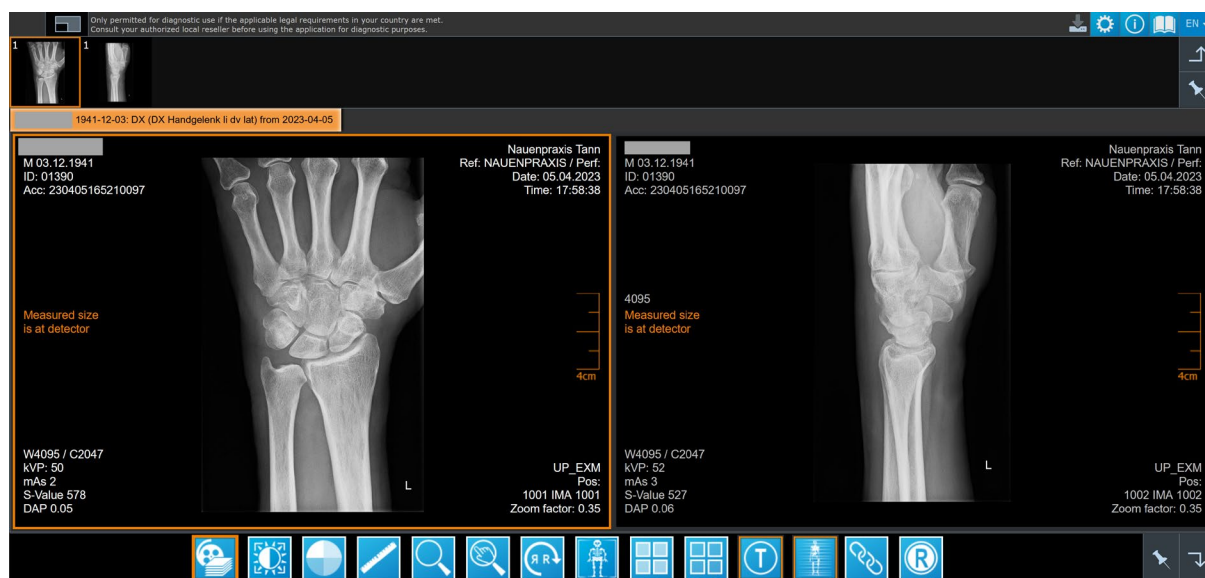 Only permitted for diagnostic use if the applicable legal requirements in your country are met.
Consult your authorized local reseller before using the application for diagnostic purposes.
EN
1
1
1941-12-03: DX (DX Handgelenk li dv lat) from 2023-04-05
M 03.12.1941
ID: 01390
Acc: 230405165210097
Nauenpraxis Tann
Ref: NAUENPRAXIS / Perf:
Date: 05.04.2023
Time: 17:58:38
Measured size
is at detector
4cm
W4095 / C2047
kVP: 50
mAs 2
S-Value 578
DAP 0.05
L
UP_EXM
Pos:
1001 IMA 1001
Zoom factor: 0.35
M 03.12.1941
ID: 01390
Acc: 230405165210097
Nauenpraxis Tann
Ref: NAUENPRAXIS / Perf:
Date: 05.04.2023
Time: 17:58:38
4095
Measured size
is at detector
4cm
W4095 / C2047
kVP: 52
mAs 3
S-Value 527
DAP 0.06
L
UP_EXM
Pos:
1002 IMA 1002
Zoom factor: 0.35
R R
T
R